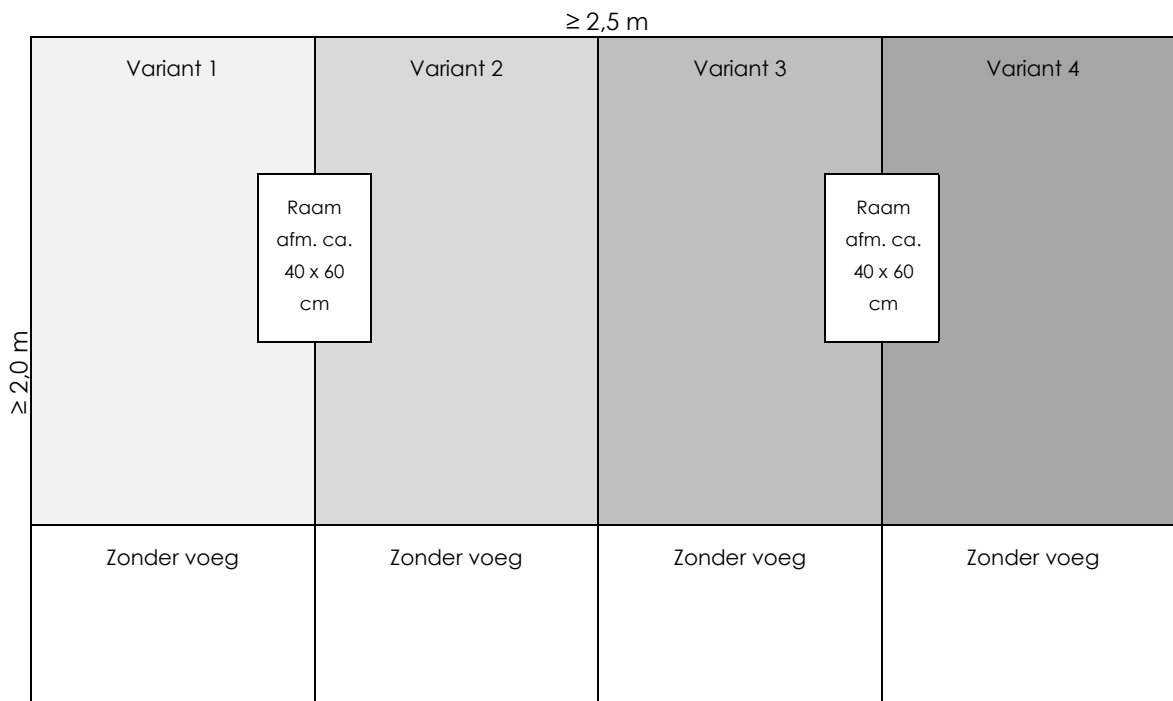 ≥ 2,5 m
Variant 1
Variant 2
Variant 3
Variant 4
Raam
afm. ca.
40 x 60
cm
Raam
afm. ca.
40 x 60
cm
≥ 2,0 m
Zonder voeg
Zonder voeg
Zonder voeg
Zonder voeg